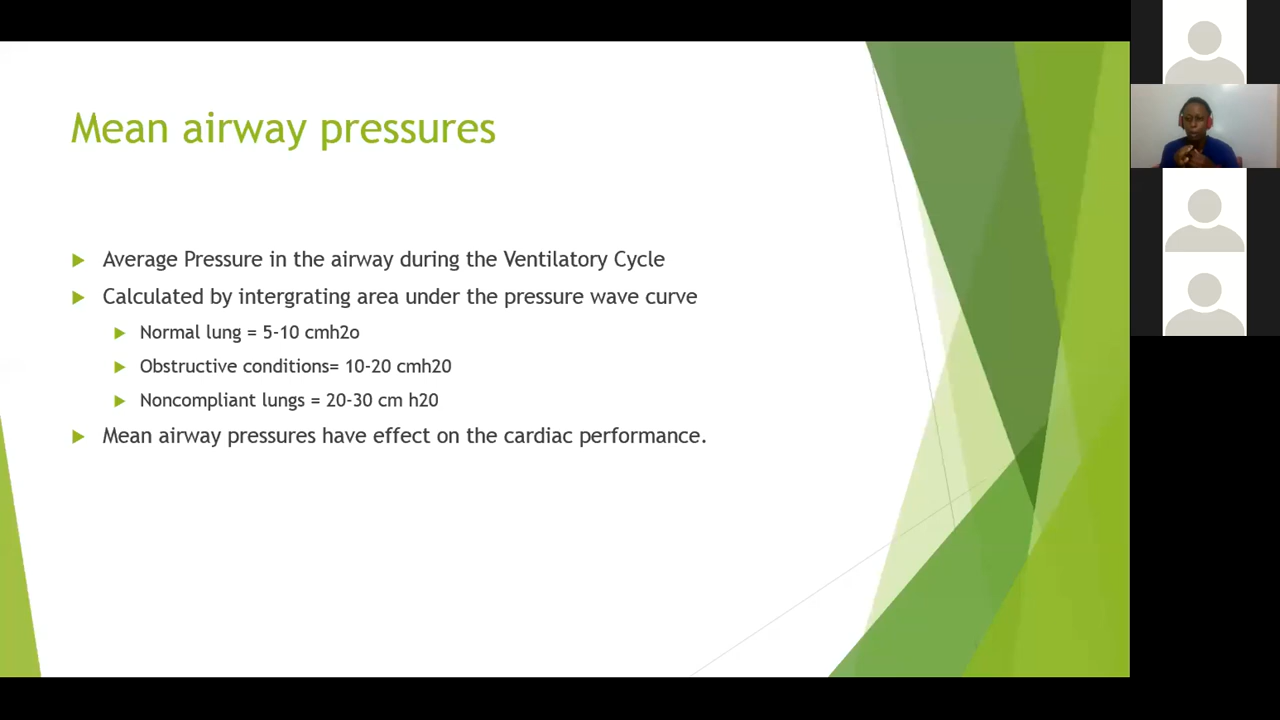 Mean airway pressures
Average Pressure in the airway during the Ventilatory Cycle
Calculated by intergrating area under the pressure wave curve
Normal lung = 5-10 cmh2o
Obstructive conditions= 10-20 cmh20
Noncompliant lungs = 20-30 cm h20
Mean airway pressures have effect on the cardiac performance.